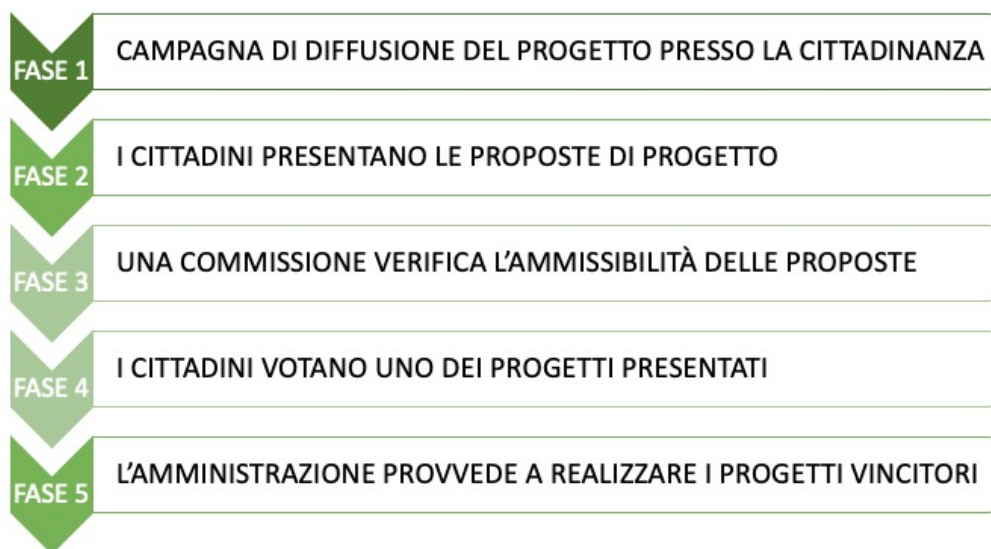 FASE 1
CAMPAGNA DI DIFFUSIONE DEL PROGETTO PRESSO LA CITTADINANZA
FASE 2
I CITTADINI PRESENTANO LE PROPOSTE DI PROGETTO
FASE 3
UNA COMMISSIONE VERIFICA L'AMMISSIBILITÀ DELLE PROPOSTE
FASE 4
I CITTADINI VOTANO UNO DEI PROGETTI PRESENTATI
FASE 5
L'AMMINISTRAZIONE PROVVEDE A REALIZZARE I PROGETTI VINCITORI